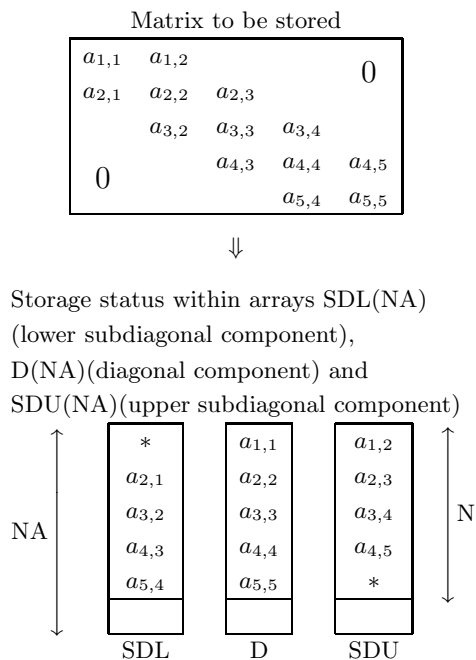 Matrix to be stored
a1,1 a1,2 0
a2,1 a2,2 a2,3
a3,2 a3,3 a3,4
0 a4,3 a4,4 a4,5
a5,4 a5,5
⇓
Storage status within arrays SDL(NA)
(lower subdiagonal component),
D(NA)(diagonal component) and
SDU(NA)(upper subdiagonal component)
* a1,1 a1,2
a2,1 a2,2 a2,3
a3,2 a3,3 a3,4
NA a4,3 a4,4 a4,5 N
a5,4 a5,5 *
SDL D SDU